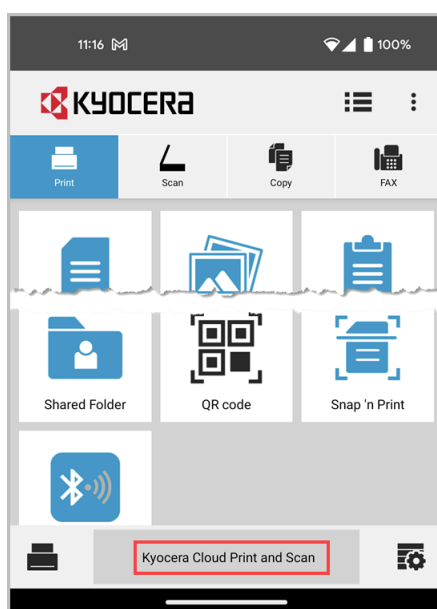 11:16
100%
KYOCERA
Print
Scan
Copy
FAX
Shared Folder
QR code
Snap 'n Print
Kyocera Cloud Print and Scan